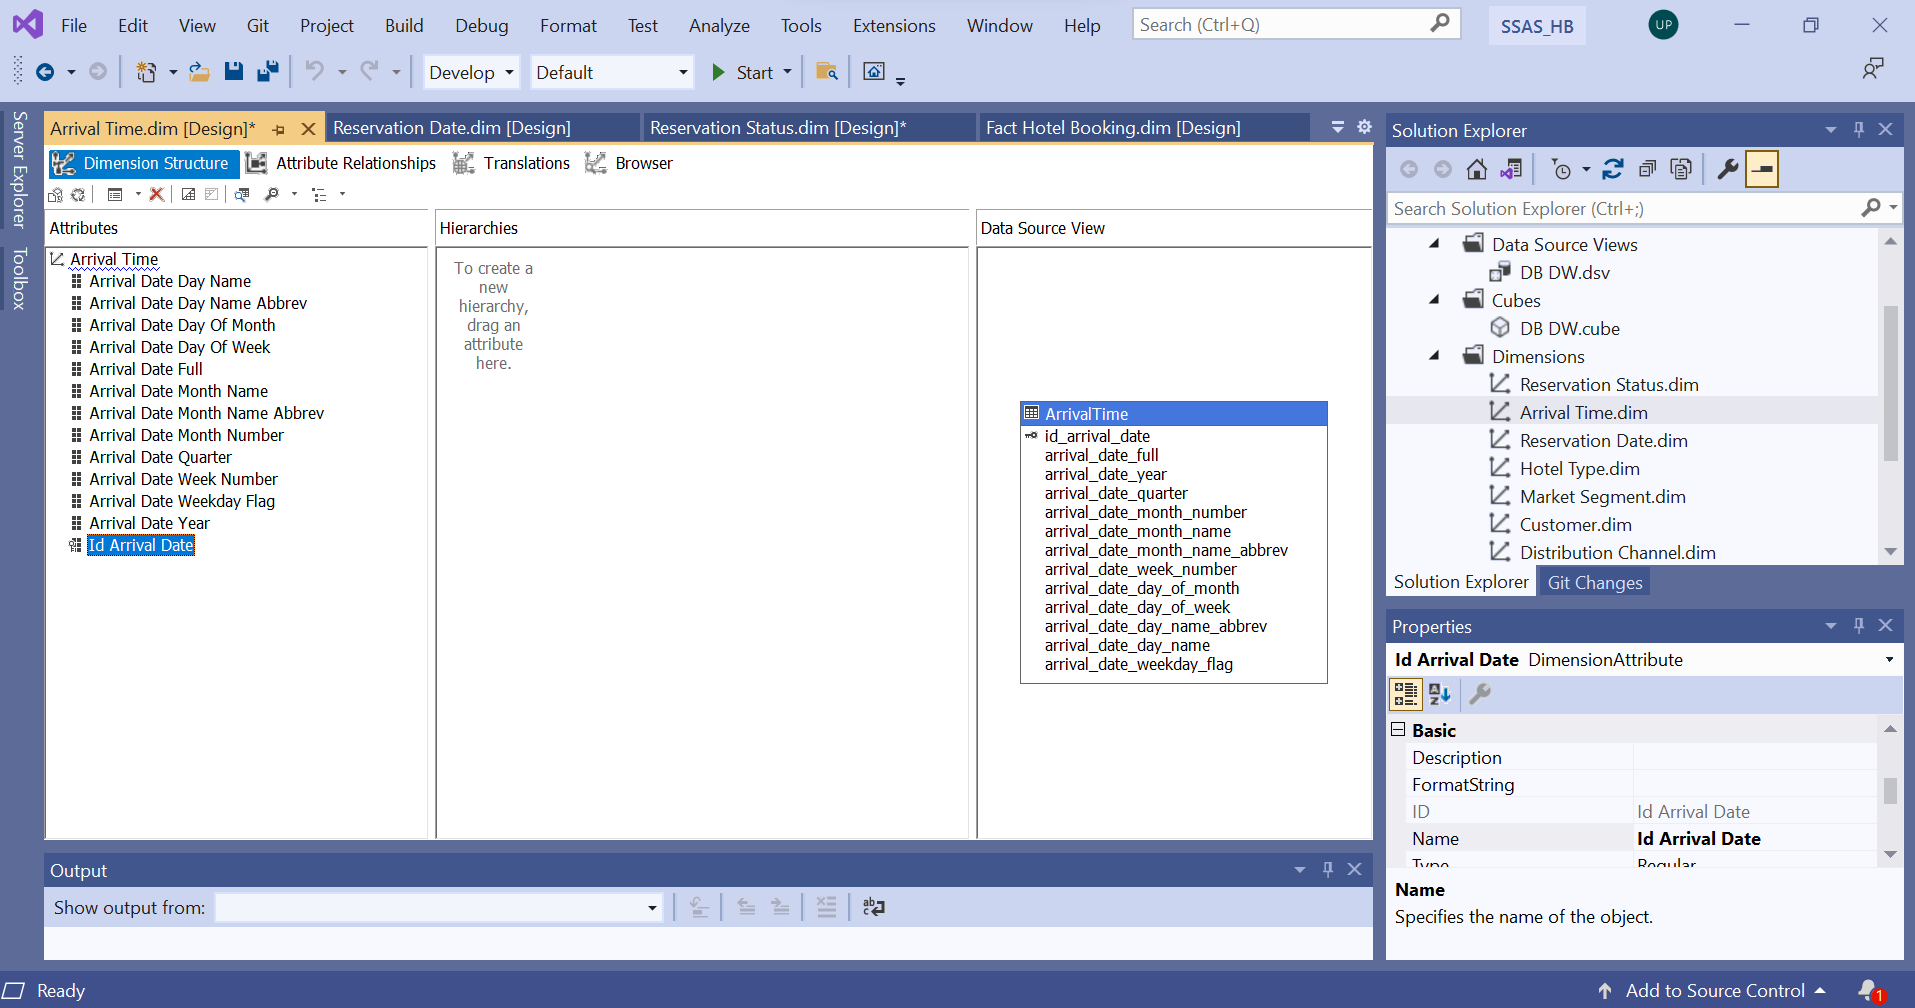 File Edit View Git Project Build Debug Format Test Analyze Tools Extensions Window Help Search (Ctrl+Q) SSAS_HB UP
Develop Default Start
Server Explorer
Toolbox
Arrival Time.dim [Design]* Reservation Date.dim [Design] Reservation Status.dim [Design]* Fact Hotel Booking.dim [Design]
Dimension Structure Attribute Relationships Translations Browser
Attributes
Arrival Time
Arrival Date Day Name
Arrival Date Day Name Abbrev
Arrival Date Day Of Month
Arrival Date Day Of Week
Arrival Date Full
Arrival Date Month Name
Arrival Date Month Name Abbrev
Arrival Date Month Number
Arrival Date Quarter
Arrival Date Week Number
Arrival Date Weekday Flag
Arrival Date Year
Id Arrival Date
Hierarchies
To create a
new
hierarchy,
drag an
attribute
here.
Data Source View
ArrivalTime
id_arrival_date
arrival_date_full
arrival_date_year
arrival_date_quarter
arrival_date_month_number
arrival_date_month_name
arrival_date_month_name_abbrev
arrival_date_week_number
arrival_date_day_of_month
arrival_date_day_of_week
arrival_date_day_name_abbrev
arrival_date_day_name
arrival_date_weekday_flag
Output
Show output from:
Solution Explorer
Search Solution Explorer (Ctrl+;)
Data Source Views
DB DW.dsv
Cubes
DB DW.cube
Dimensions
Reservation Status.dim
Arrival Time.dim
Reservation Date.dim
Hotel Type.dim
Market Segment.dim
Customer.dim
Distribution Channel.dim
Solution Explorer Git Changes
Properties
Id Arrival Date DimensionAttribute
Basic
Description
FormatString
ID Id Arrival Date
Name Id Arrival Date
Type Regular
Name
Specifies the name of the object.
Ready Add to Source Control 1